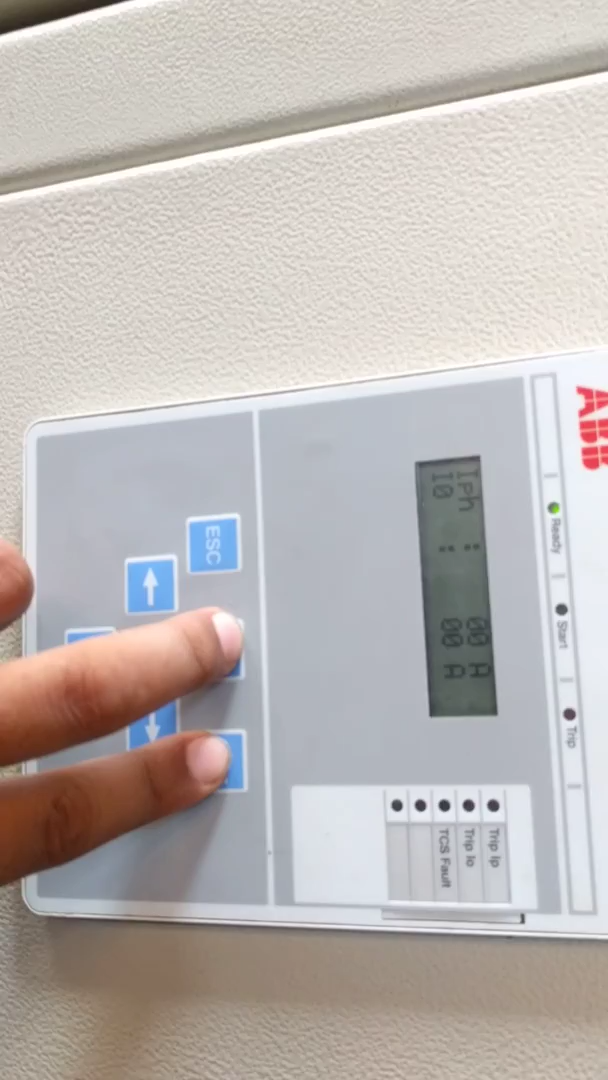 ABB
Ready
Start
Trip
Iph : 00 A
I0 : 00 A
Trip Ip
Trip Io
TCS Fault
ESC